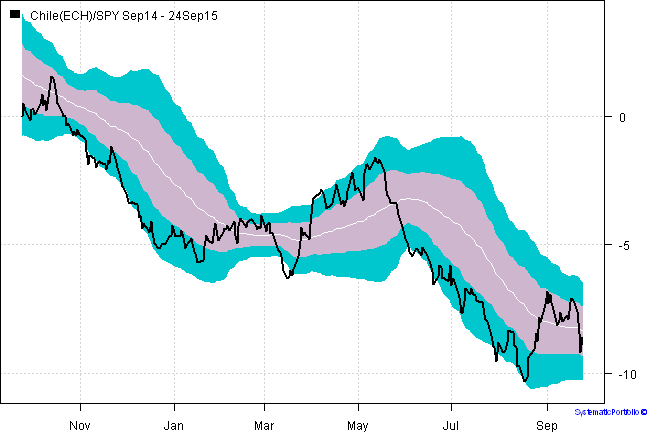 Chile(ECH)/SPY Sep14 - 24Sep15
0
-5
-10
Nov Jan Mar May Jul Sep
SystematicPortfolio ©